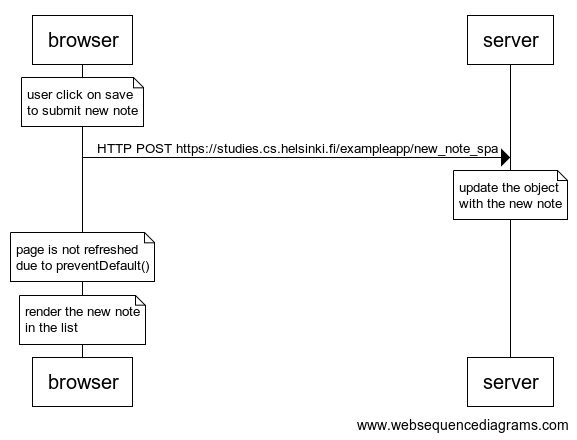 browser
server
user click on save
to submit new note
HTTP POST https://studies.cs.helsinki.fi/exampleapp/new_note_spa
update the object
with the new note
page is not refreshed
due to preventDefault()
render the new note
in the list
browser
server
www.websequencediagrams.com